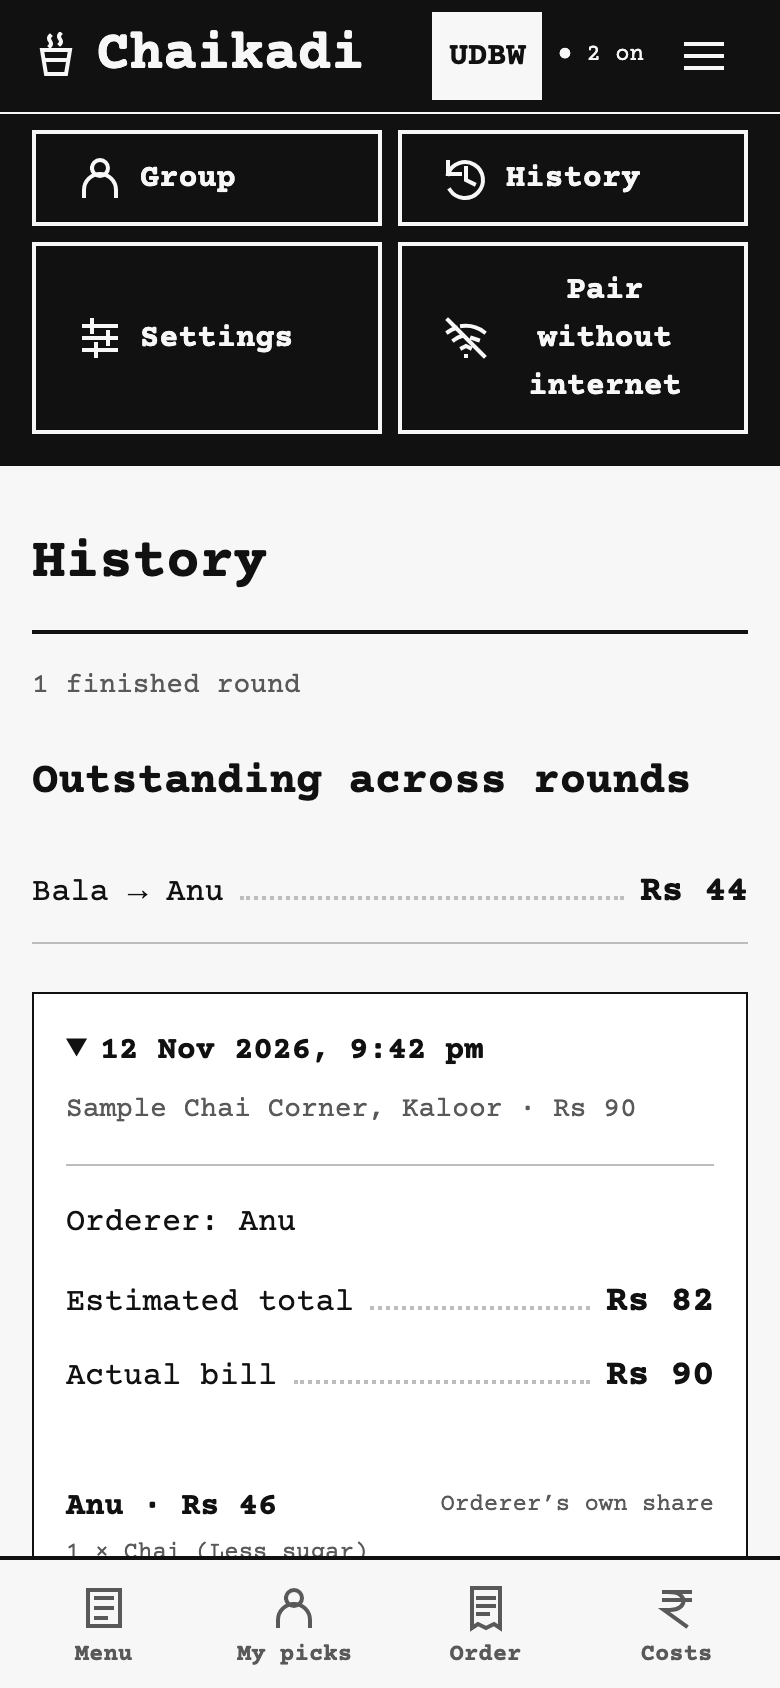 Chaikadi
UDBW
• 2 on
Group
History
Settings
Pair
without
internet
History
1 finished round
Outstanding across rounds
Bala → Anu Rs 44
▼ 12 Nov 2026, 9:42 pm
Sample Chai Corner, Kaloor · Rs 90
Orderer: Anu
Estimated total Rs 82
Actual bill Rs 90
Anu · Rs 46 Orderer’s own share
1 × Chai (Less sugar)
Menu
My picks
Order
Costs